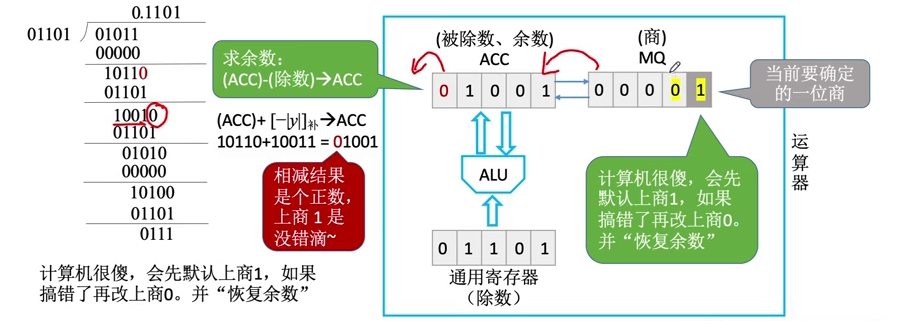 0.1101
01101
01011
00000
10110
01101
10010
01101
01010
00000
10100
01101
0111
计算机很傻，会先默认上商1，如果
搞错了再改上商0。并“恢复余数”
求余数：
(ACC)-(除数)→ACC
(ACC)+ [−|y|]补→ACC
10110+10011 = 01001
相减结果
是个正数，
上商 1 是
没错滴~
(被除数、余数)
ACC
0 1 0 0 1
(商)
MQ
0 0 0 0 1
ALU
0 1 1 0 1
通用寄存器
（除数）
当前要确定
的一位商
计算机很傻，会先
默认上商1，如果
搞错了再改上商0。
并“恢复余数”
运算器